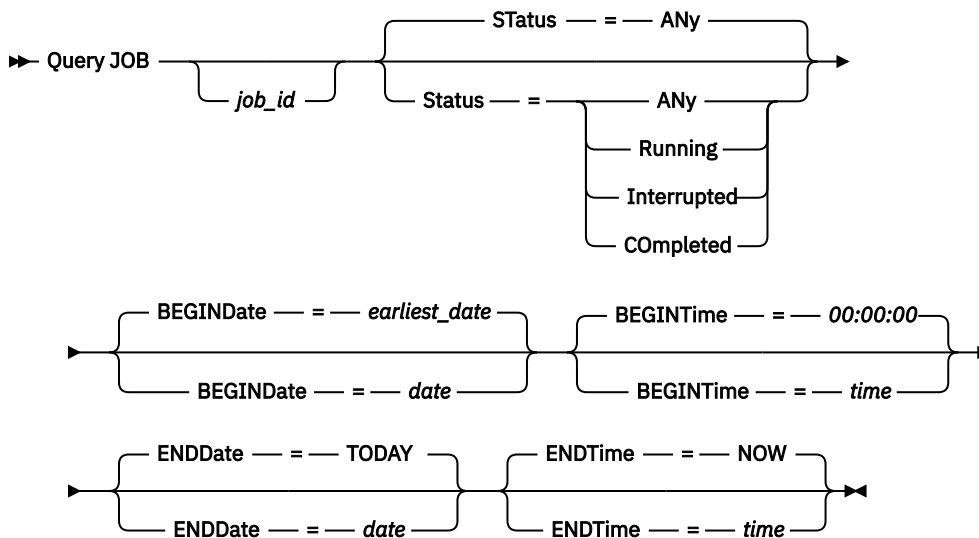 STatus = ANy
Query JOB
job_id
Status = ANy
Running
Interrupted
COmpleted
BEGINDate = earliest_date
BEGINTime = 00:00:00
BEGINDate = date
BEGINTime = time
ENDDate = TODAY
ENDTime = NOW
ENDDate = date
ENDTime = time